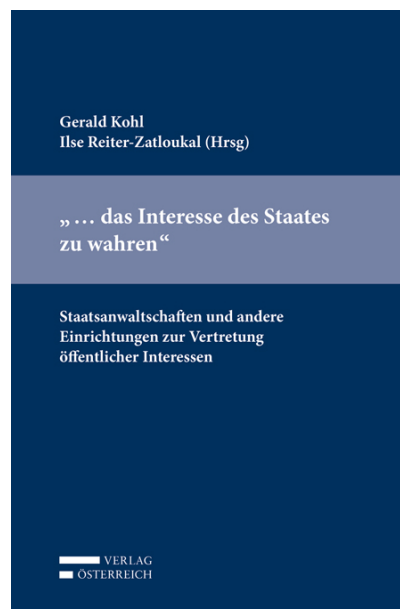 Gerald Kohl
Ilse Reiter-Zatloukal (Hrsg)
„… das Interesse des Staates
zu wahren“
Staatsanwaltschaften und andere
Einrichtungen zur Vertretung
öffentlicher Interessen
VERLAG
ÖSTERREICH